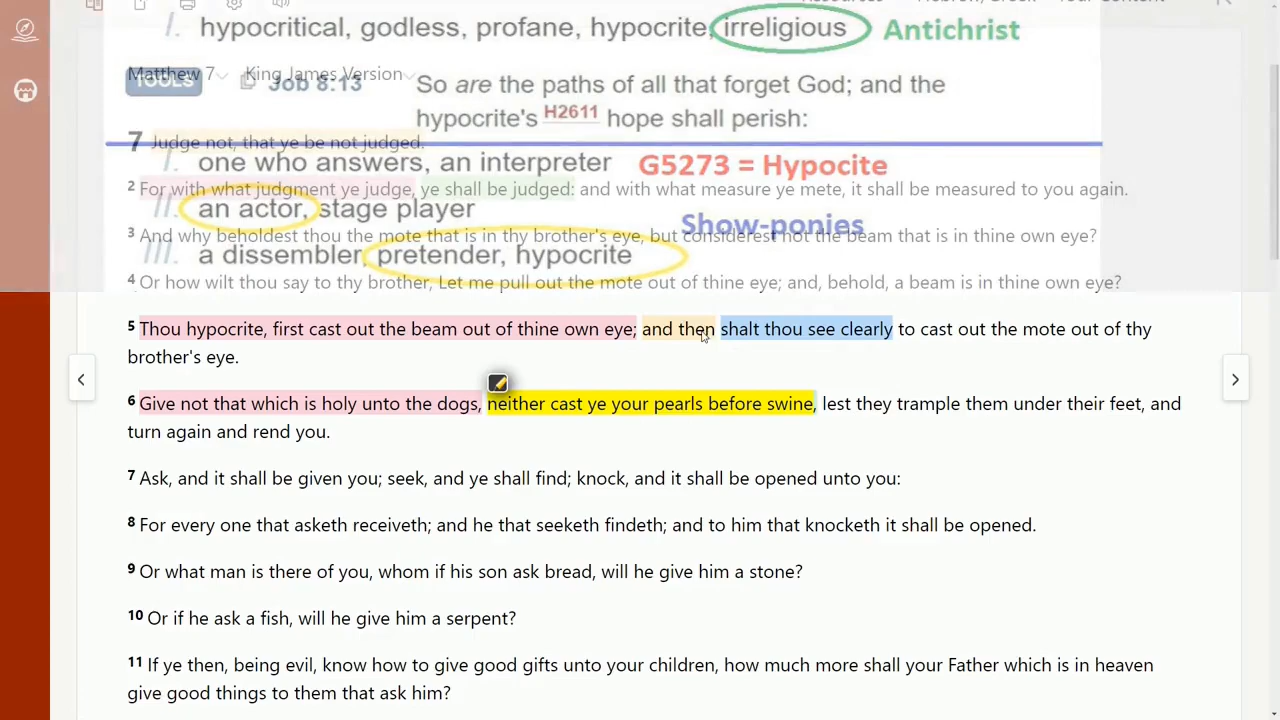 Resources Hebrew/Greek Your Content
I. hypocritical, godless, profane, hypocrite, irreligious Antichrist
Matthew 7 King James Version
TOOLS Job 8:13 So are the paths of all that forget God; and the
hypocrite's H2611 hope shall perish:
7 Judge not, that ye be not judged.
I. one who answers, an interpreter G5273 = Hypocite
2 For with what judgment ye judge, ye shall be judged: and with what measure ye mete, it shall be measured to you again.
II. an actor, stage player Show-ponies
3 And why beholdest thou the mote that is in thy brother's eye, but considerest not the beam that is in thine own eye?
III. a dissembler, pretender, hypocrite
4 Or how wilt thou say to thy brother, Let me pull out the mote out of thine eye; and, behold, a beam is in thine own eye?
5 Thou hypocrite, first cast out the beam out of thine own eye; and then shalt thou see clearly to cast out the mote out of thy
brother's eye.
6 Give not that which is holy unto the dogs, neither cast ye your pearls before swine, lest they trample them under their feet, and
turn again and rend you.
7 Ask, and it shall be given you; seek, and ye shall find; knock, and it shall be opened unto you:
8 For every one that asketh receiveth; and he that seeketh findeth; and to him that knocketh it shall be opened.
9 Or what man is there of you, whom if his son ask bread, will he give him a stone?
10 Or if he ask a fish, will he give him a serpent?
11 If ye then, being evil, know how to give good gifts unto your children, how much more shall your Father which is in heaven
give good things to them that ask him?